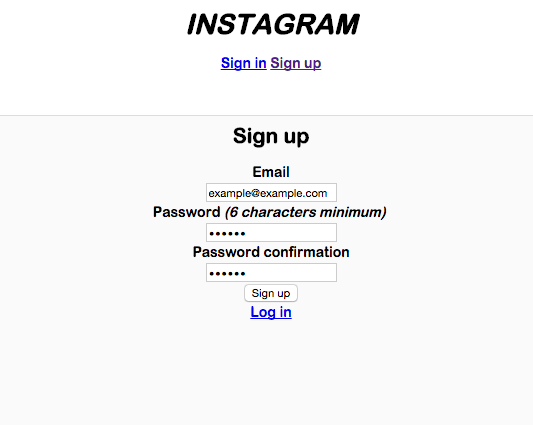 INSTAGRAM
Sign in Sign up
Sign up
Email
example@example.com
Password (6 characters minimum)
••••••
Password confirmation
••••••
Sign up
Log in